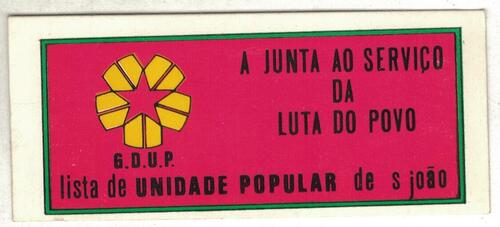 A JUNTA AO SERVIÇO
DA
LUTA DO POVO
G.D.U.P.
lista de UNIDADE POPULAR de s joão